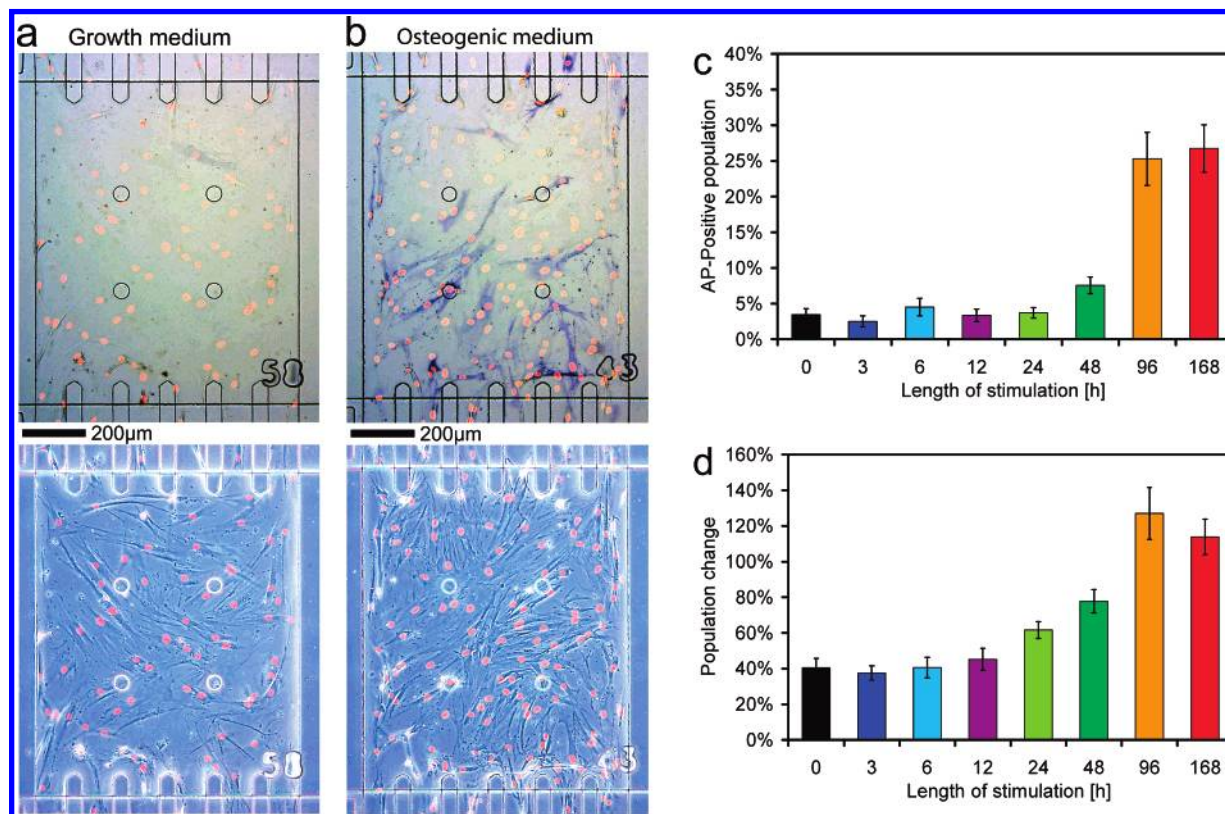 a
Growth medium
58
200µm
58
b
Osteogenic medium
43
200µm
43
c
AP-Positive population
40%
35%
30%
25%
20%
15%
10%
5%
0%
0 3 6 12 24 48 96 168
Length of stimulation [h]
d
Population change
160%
140%
120%
100%
80%
60%
40%
20%
0%
0 3 6 12 24 48 96 168
Length of stimulation [h]